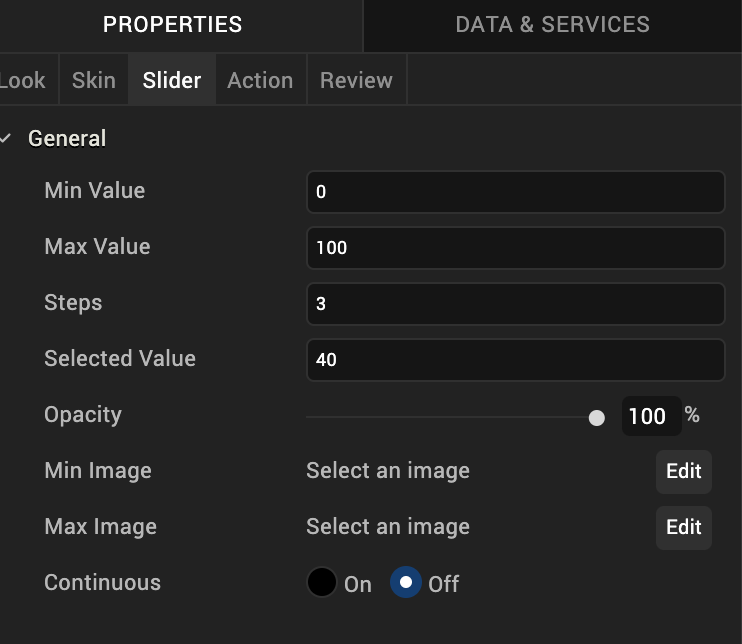 PROPERTIES DATA & SERVICES
Look Skin Slider Action Review
General
Min Value 0
Max Value 100
Steps 3
Selected Value 40
Opacity 100 %
Min Image Select an image Edit
Max Image Select an image Edit
Continuous On Off